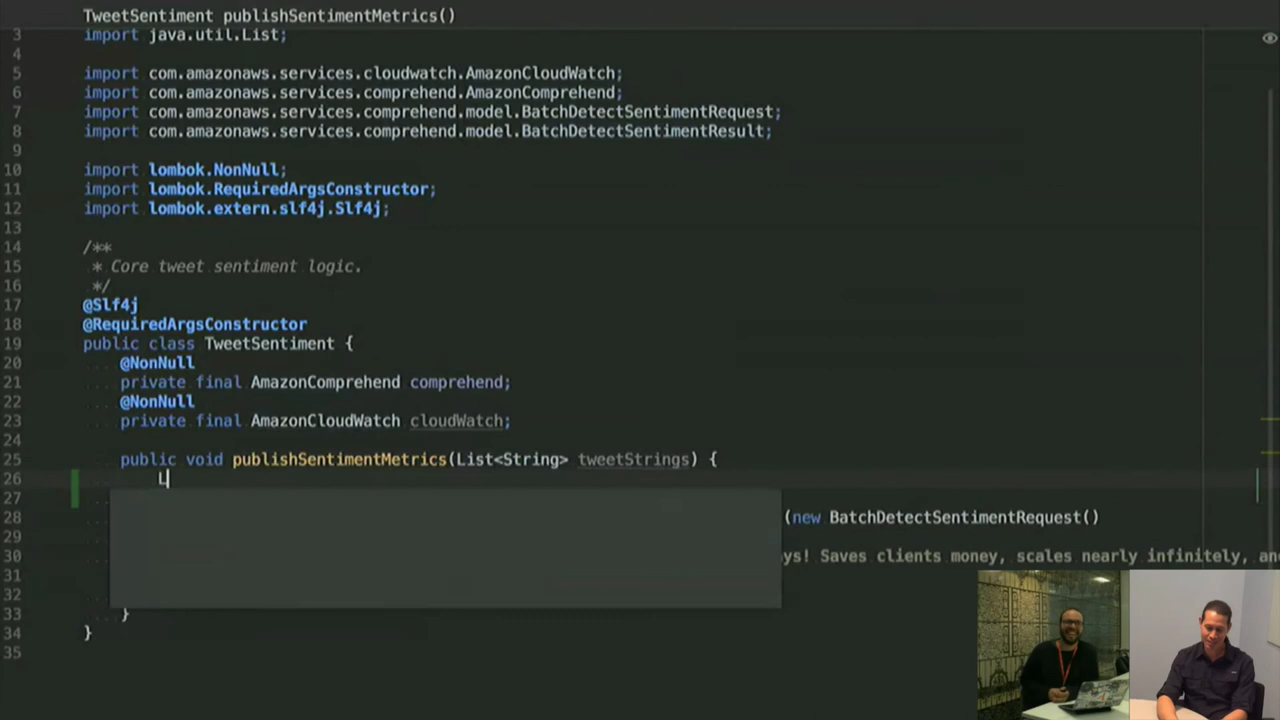 TweetSentiment publishSentimentMetrics()
3 import java.util.List;
4
5 import com.amazonaws.services.cloudwatch.AmazonCloudWatch;
6 import com.amazonaws.services.comprehend.AmazonComprehend;
7 import com.amazonaws.services.comprehend.model.BatchDetectSentimentRequest;
8 import com.amazonaws.services.comprehend.model.BatchDetectSentimentResult;
9
10 import lombok.NonNull;
11 import lombok.RequiredArgsConstructor;
12 import lombok.extern.slf4j.Slf4j;
13
14 /**
15 * Core tweet sentiment logic.
16 */
17 @Slf4j
18 @RequiredArgsConstructor
19 public class TweetSentiment {
20 @NonNull
21 private final AmazonComprehend comprehend;
22 @NonNull
23 private final AmazonCloudWatch cloudWatch;
24
25 public void publishSentimentMetrics(List<String> tweetStrings) {
26 L
27
28 (new BatchDetectSentimentRequest()
29
30 ys! Saves clients money, scales nearly infinitely, an
31
32
33 }
34 }
35